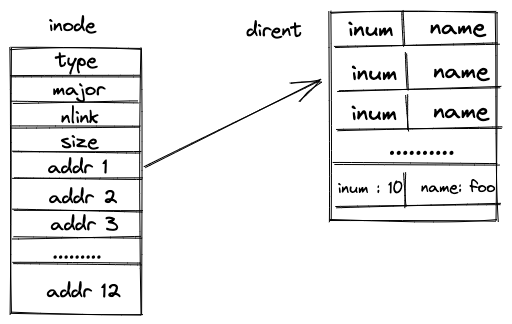 inode
type
major
nlink
size
addr 1
addr 2
addr 3
.........
addr 12
dirent
inum name
inum name
inum name
..........
inum : 10 name: foo